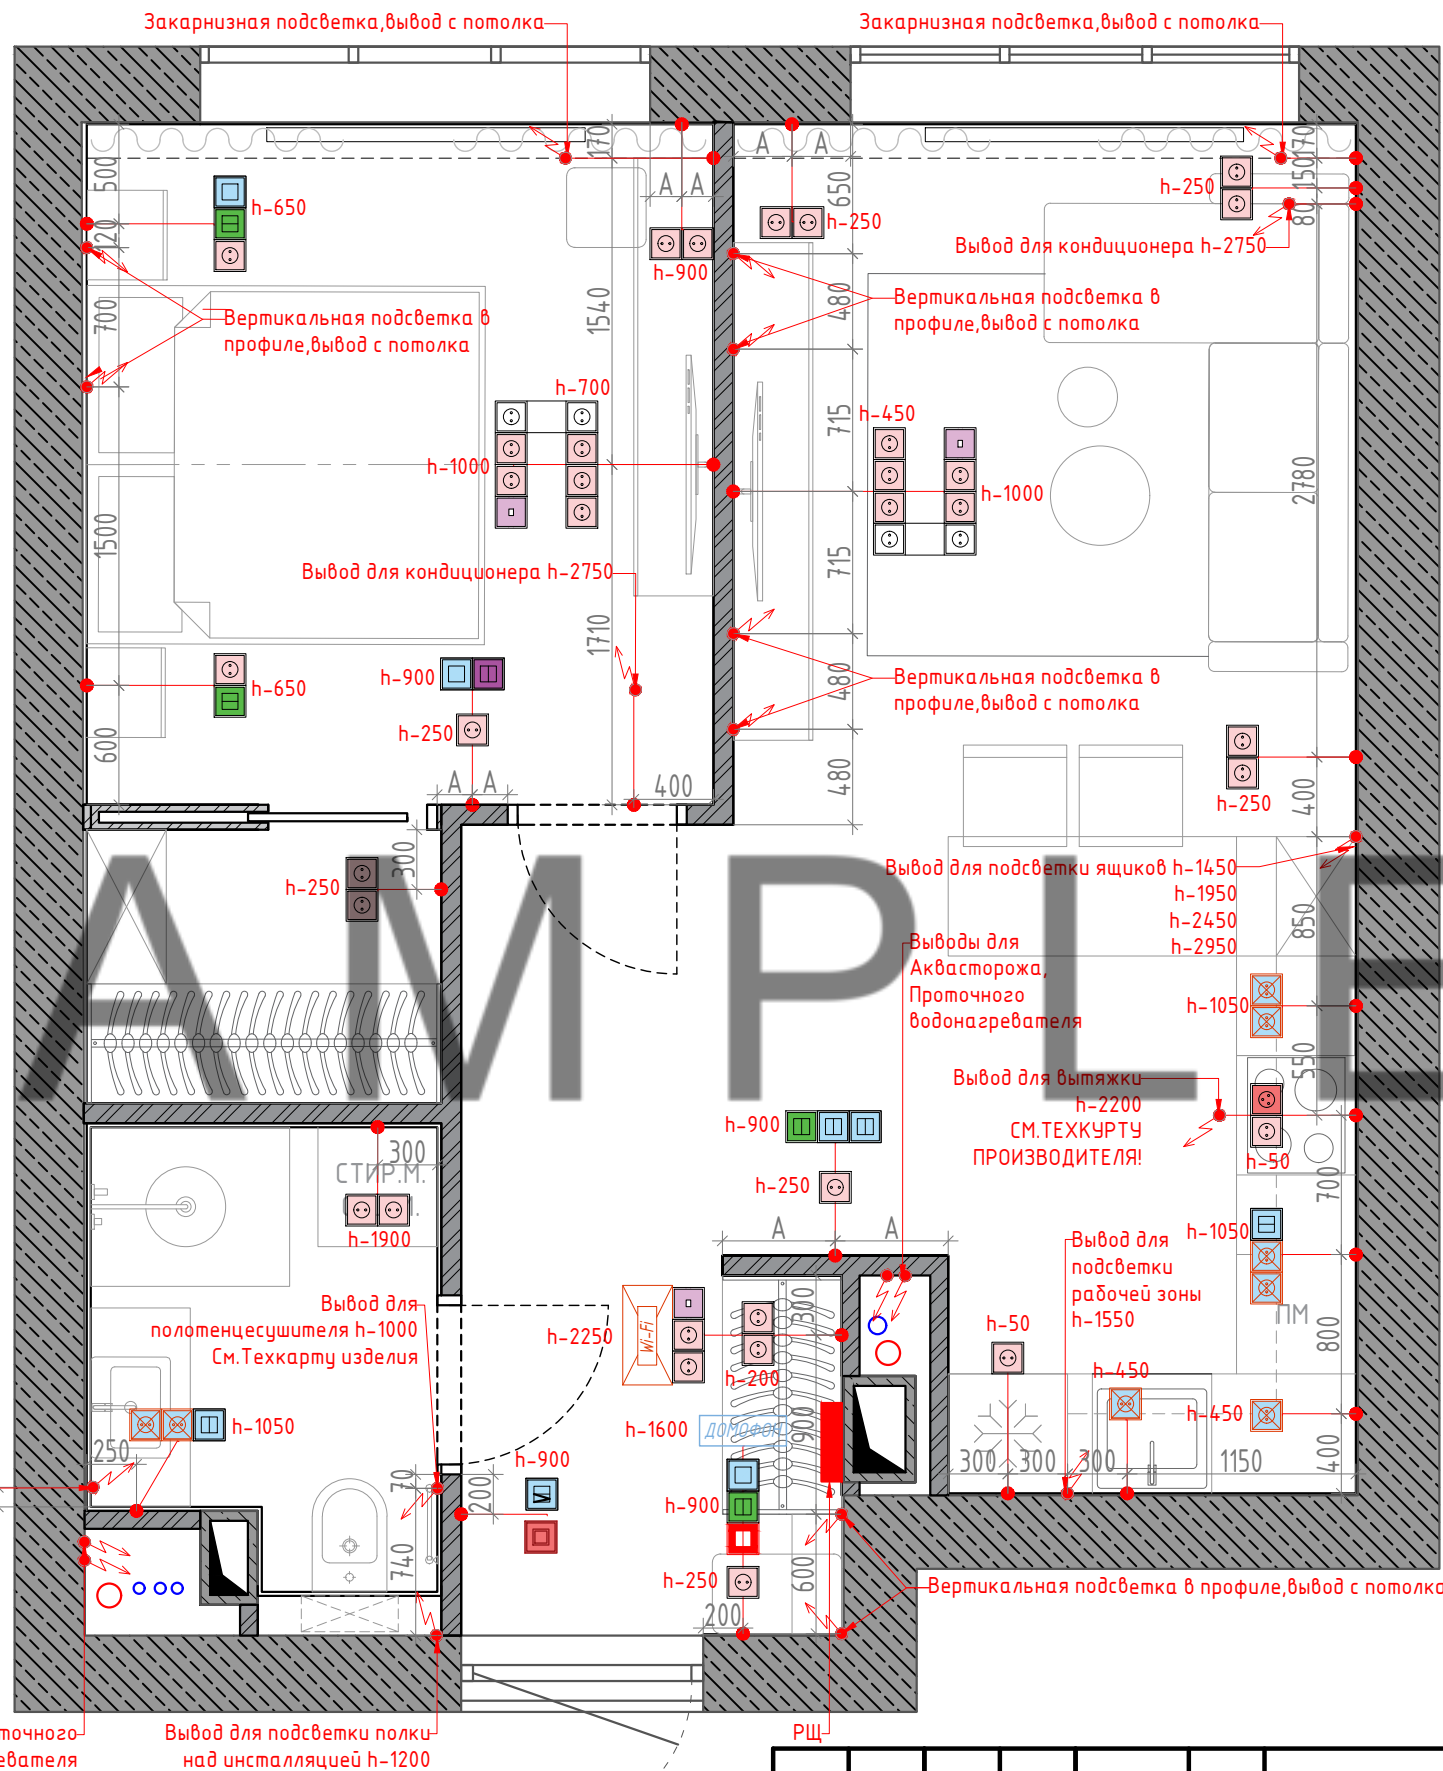 Закарнизная подсветка,вывод с потолка
Закарнизная подсветка,вывод с потолка
170
500
А
А
А
А
170
150
h-250
h-650
650
h-250
80
120
Вывод для кондиционера h-2750
h-900
700
Вертикальная подсветка в
профиле,вывод с потолка
1540
480
Вертикальная подсветка в
профиле,вывод с потолка
h-700
h-450
715
h-1000
h-1000
2780
1500
Вывод для кондиционера h-2750
715
1710
h-900
h-650
480
Вертикальная подсветка в
профиле,вывод с потолка
h-250
600
А
А
400
480
h-250
400
300
h-250
Вывод для подсветки ящиков h-1450
h-1950
h-2450
h-2950
850
AMPLE
Выводы для
Аквасторожа,
Проточного
водонагревателя
h-1050
550
Вывод для вытяжки
h-2200
СМ.ТЕХКУРТУ
ПРОИЗВОДИТЕЛЯ!
h-50
h-900
300
СТИР.М.
h-250
700
h-1900
А
А
h-1050
Вывод для
подсветки
рабочей зоны
h-1550
Вывод для
полотенцесушителя h-1000
См.Техкарту изделия
h-2250
Wi-Fi
300
h-200
ПМ
h-50
800
h-450
h-1050
h-1600
ДОМОФОН
900
h-450
250
h-900
300
300
300
1150
400
70
200
h-900
740
h-250
600
Вертикальная подсветка в профиле,вывод с потолка
200
точного
евателя
Вывод для подсветки полки
над инсталляцией h-1200
РЩ